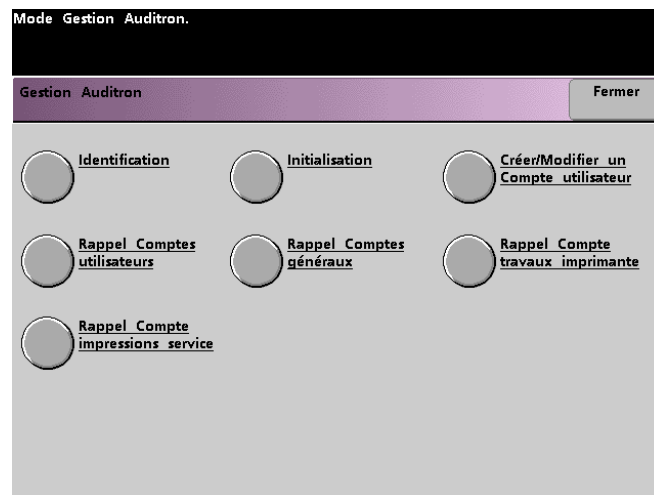 Mode Gestion Auditron.
Gestion Auditron
Fermer
Identification
Initialisation
Créer/Modifier un
Compte utilisateur
Rappel Comptes
utilisateurs
Rappel Comptes
généraux
Rappel Compte
travaux imprimante
Rappel Compte
impressions service